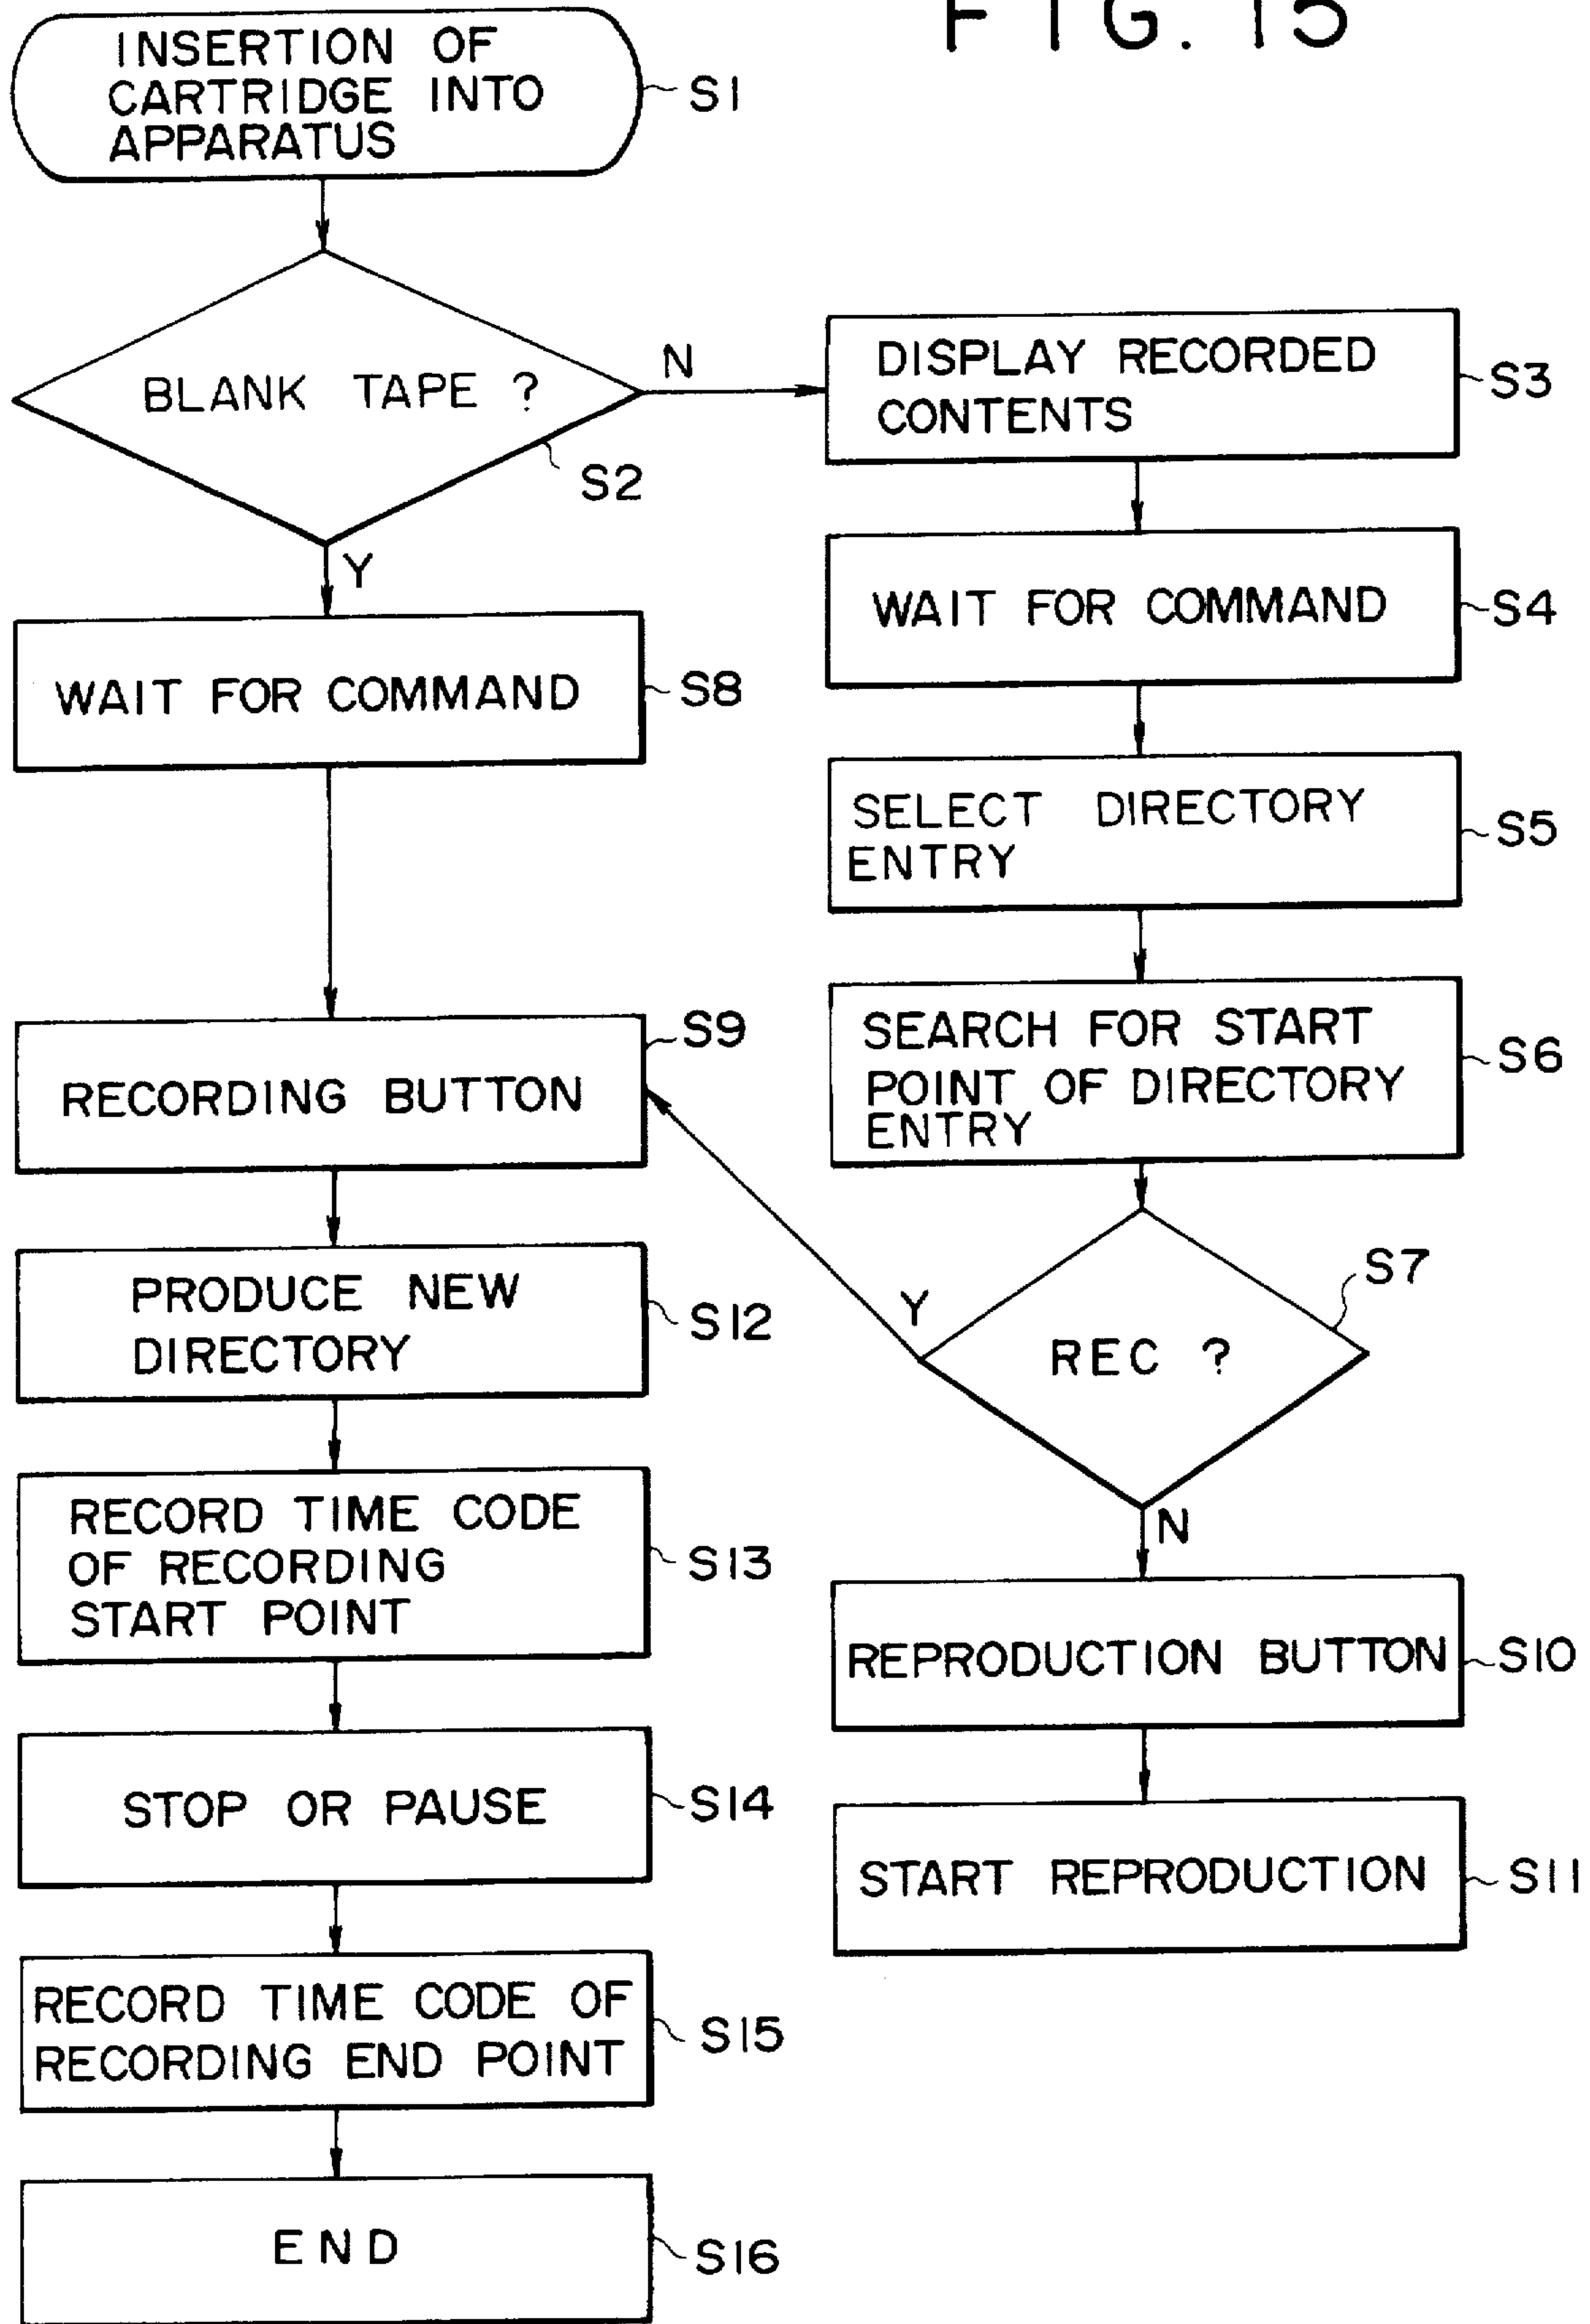 FIG. 15
INSERTION OF
CARTRIDGE INTO
APPARATUS
S1
BLANK TAPE ?
S2
N
Y
DISPLAY RECORDED
CONTENTS
S3
WAIT FOR COMMAND
S4
SELECT DIRECTORY
ENTRY
S5
SEARCH FOR START
POINT OF DIRECTORY
ENTRY
S6
REC ?
S7
Y
N
WAIT FOR COMMAND
S8
RECORDING BUTTON
S9
PRODUCE NEW
DIRECTORY
S12
RECORD TIME CODE
OF RECORDING
START POINT
S13
STOP OR PAUSE
S14
RECORD TIME CODE OF
RECORDING END POINT
S15
END
S16
REPRODUCTION BUTTON
S10
START REPRODUCTION
S11